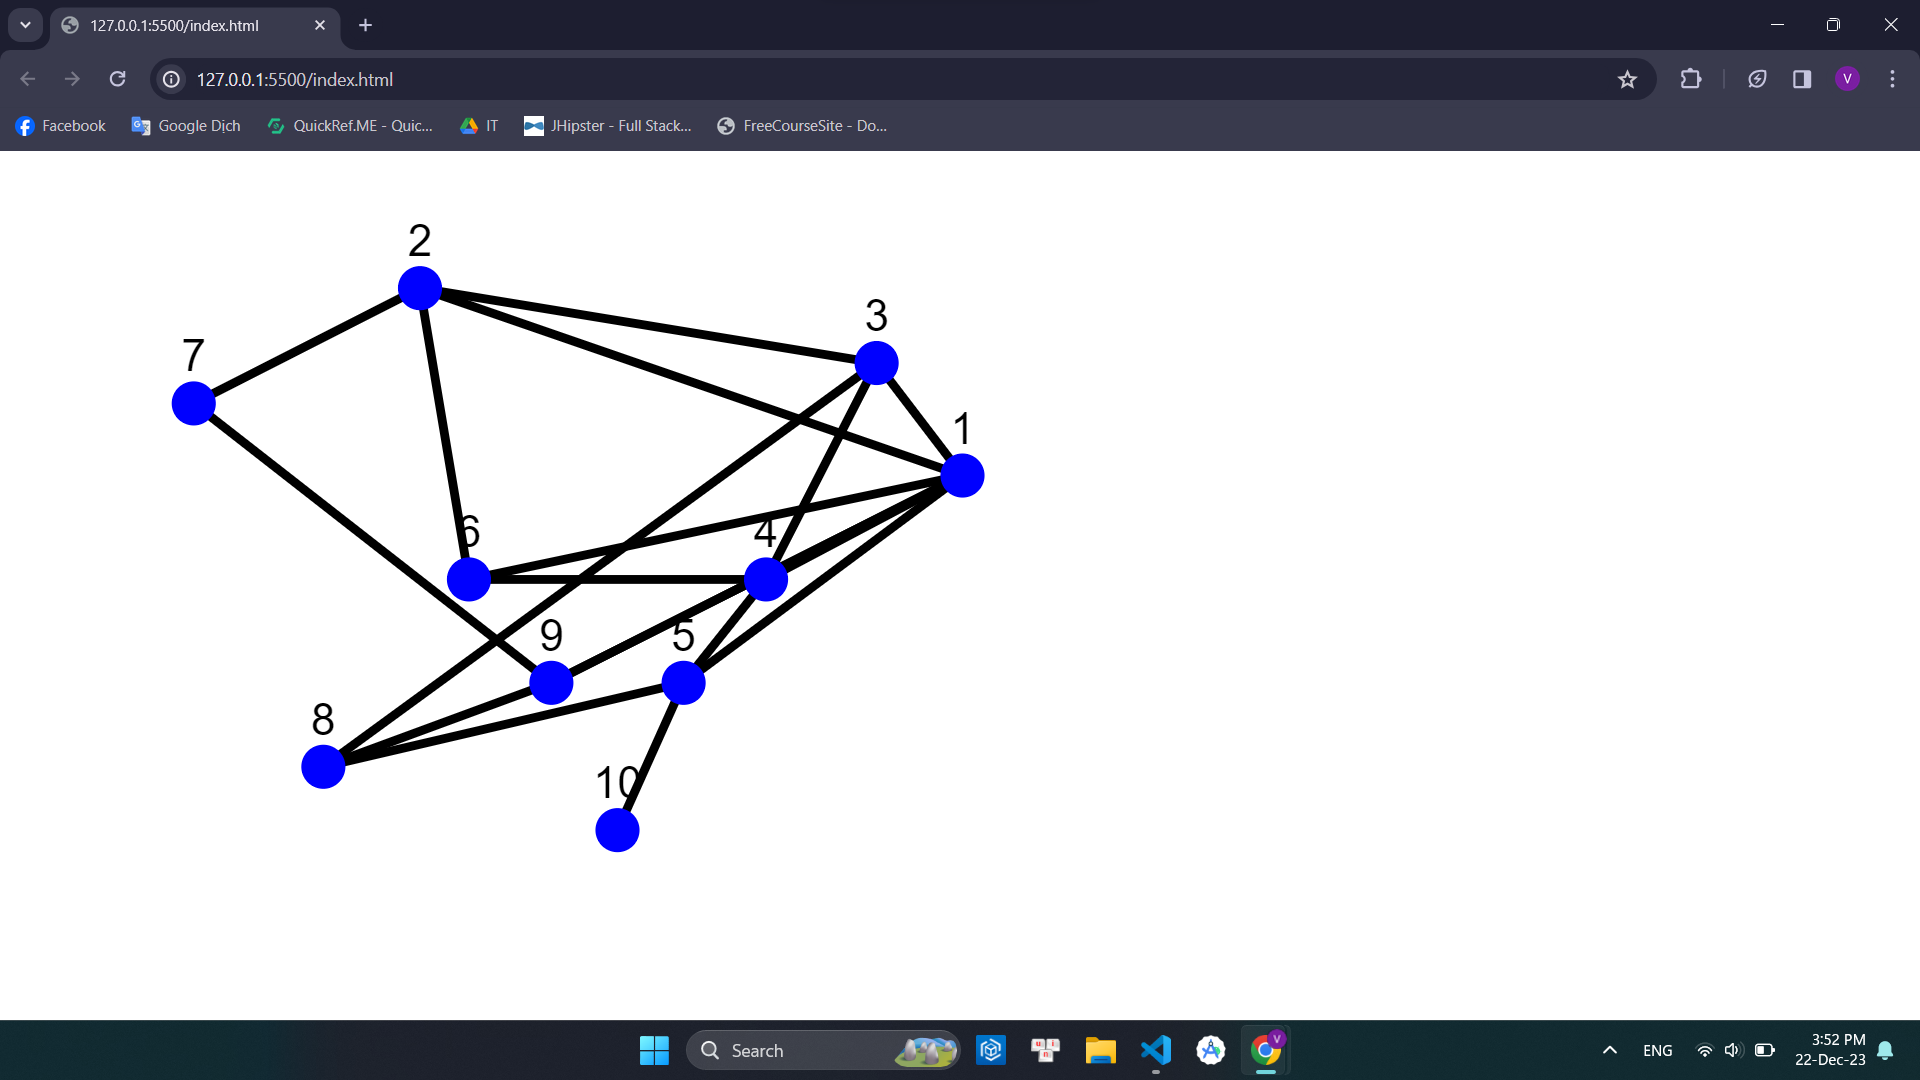 127.0.0.1:5500/index.html
127.0.0.1:5500/index.html
V
Facebook
Google Dịch
QuickRef.ME - Quic...
IT
JHipster - Full Stack...
FreeCourseSite - Do...
2
3
7
1
6
4
9
5
8
10
Search
V
ENG
3:52 PM
22-Dec-23